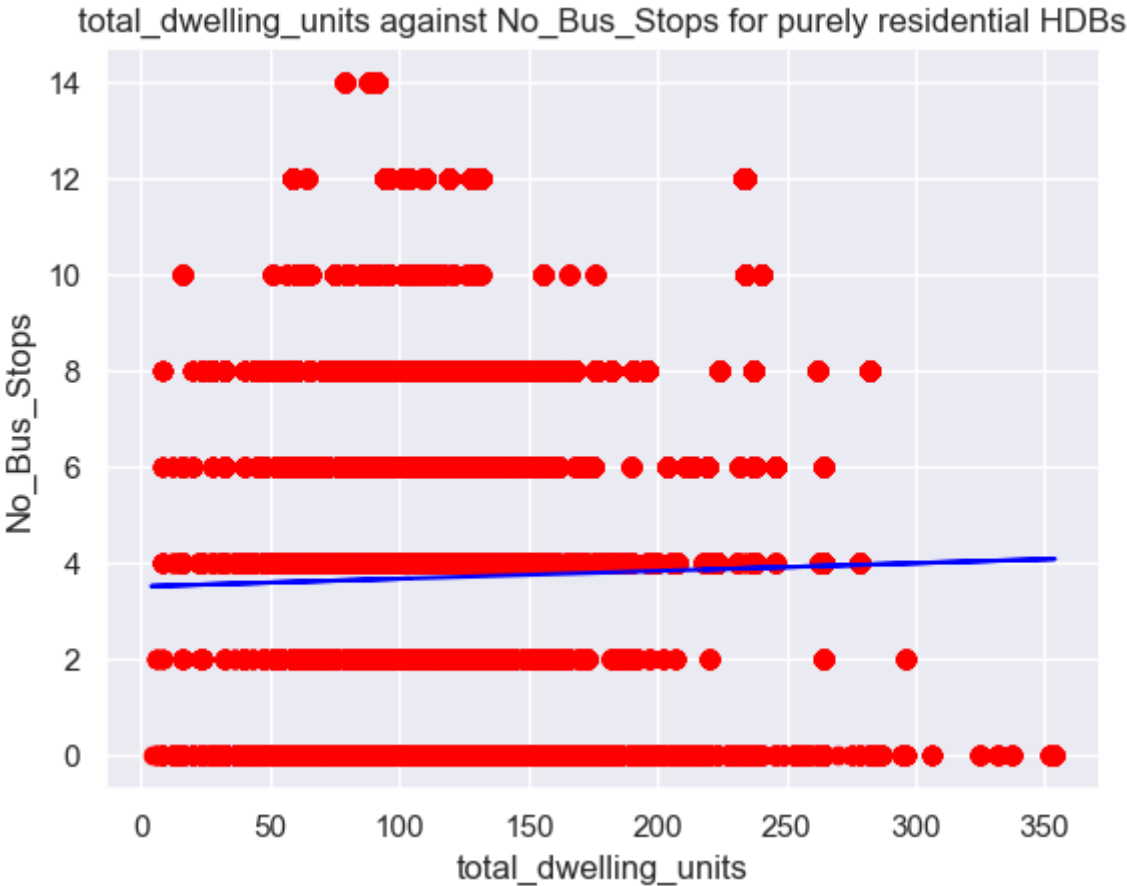 total_dwelling_units against No_Bus_Stops for purely residential HDBs
14
12
10
8
6
4
2
0
No_Bus_Stops
0 50 100 150 200 250 300 350
total_dwelling_units